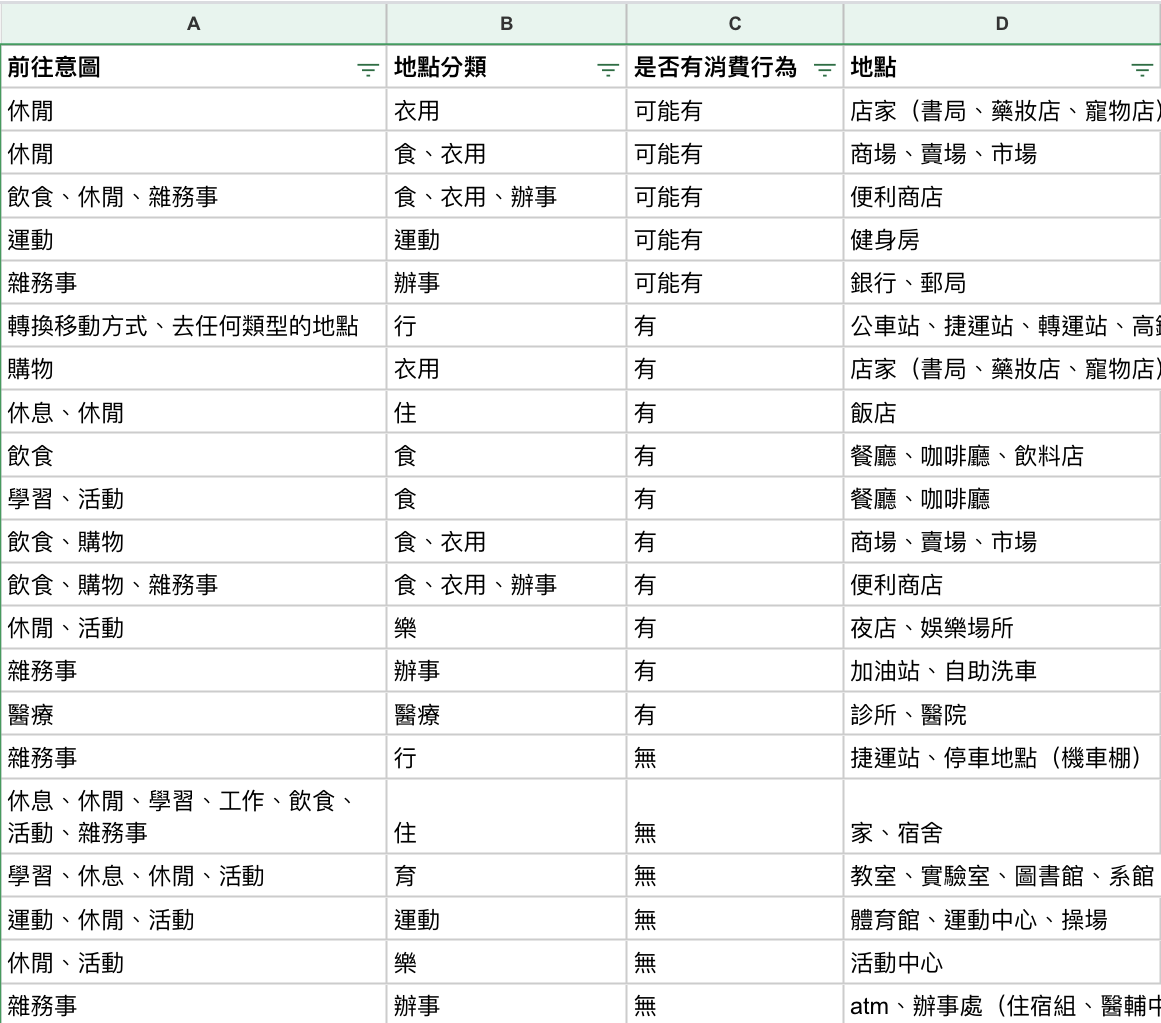 A B C D
前往意圖 地點分類 是否有消費行為 地點
休閒 衣用 可能有 店家（書局、藥妝店、寵物店）
休閒 食、衣用 可能有 商場、賣場、市場
飲食、休閒、雜務事 食、衣用、辦事 可能有 便利商店
運動 運動 可能有 健身房
雜務事 辦事 可能有 銀行、郵局
轉換移動方式、去任何類型的地點 行 有 公車站、捷運站、轉運站、高
購物 衣用 有 店家（書局、藥妝店、寵物店）
休息、休閒 住 有 飯店
飲食 食 有 餐廳、咖啡廳、飲料店
學習、活動 食 有 餐廳、咖啡廳
飲食、購物 食、衣用 有 商場、賣場、市場
飲食、購物、雜務事 食、衣用、辦事 有 便利商店
休閒、活動 樂 有 夜店、娛樂場所
雜務事 辦事 有 加油站、自助洗車
醫療 醫療 有 診所、醫院
雜務事 行 無 捷運站、停車地點（機車棚）
休息、休閒、學習、工作、飲食、
活動、雜務事 住 無 家、宿舍
學習、休息、休閒、活動 育 無 教室、實驗室、圖書館、系館
運動、休閒、活動 運動 無 體育館、運動中心、操場
休閒、活動 樂 無 活動中心
雜務事 辦事 無 atm、辦事處（住宿組、醫輔中